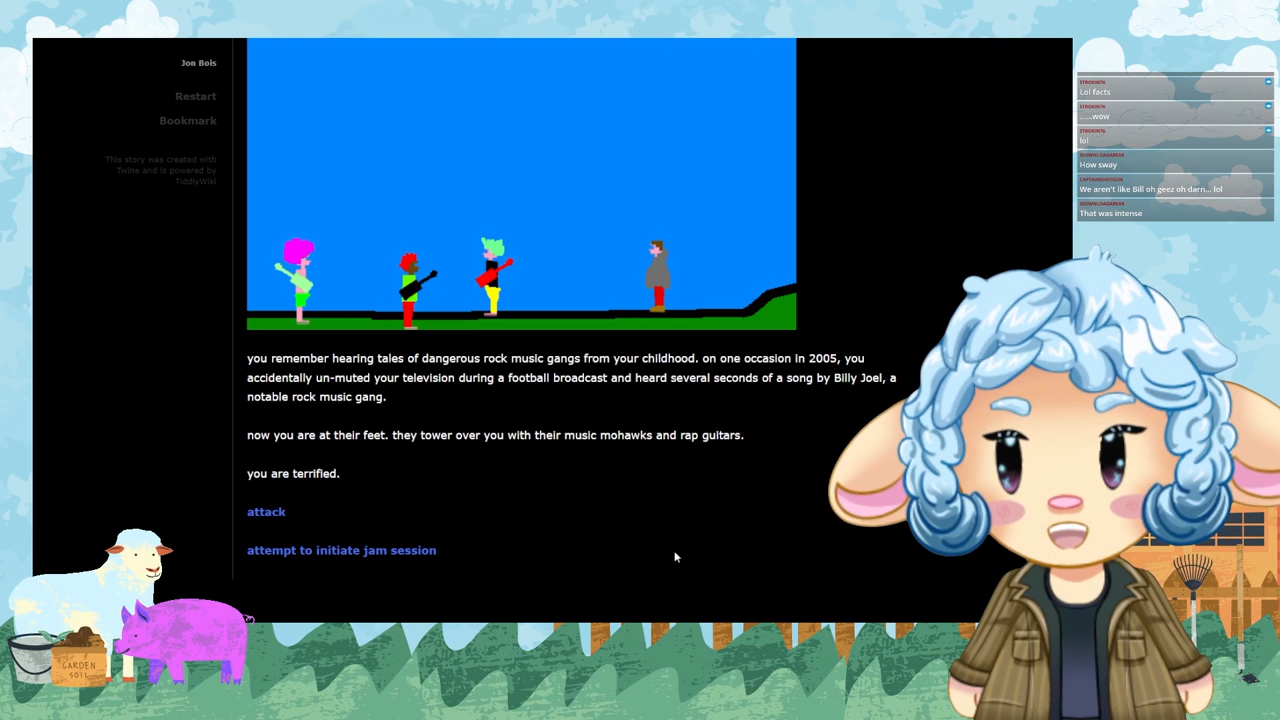 Jon Bois
Restart
Bookmark
This story was created with
Twine and is powered by
TiddlyWiki
you remember hearing tales of dangerous rock music gangs from your childhood. on one occasion in 2005, you
accidentally un-muted your television during a football broadcast and heard several seconds of a song by Billy Joel, a
notable rock music gang.
now you are at their feet. they tower over you with their music mohawks and rap guitars.
you are terrified.
attack
attempt to initiate jam session
STROKIN76
Lol facts
STROKIN76
.....wow
STROKIN76
lol
IDOWNLOADABEAR
How sway
We aren't like Bill oh geez oh darn... lol
IDOWNLOADABEAR
That was intense
GARDEN
SOIL